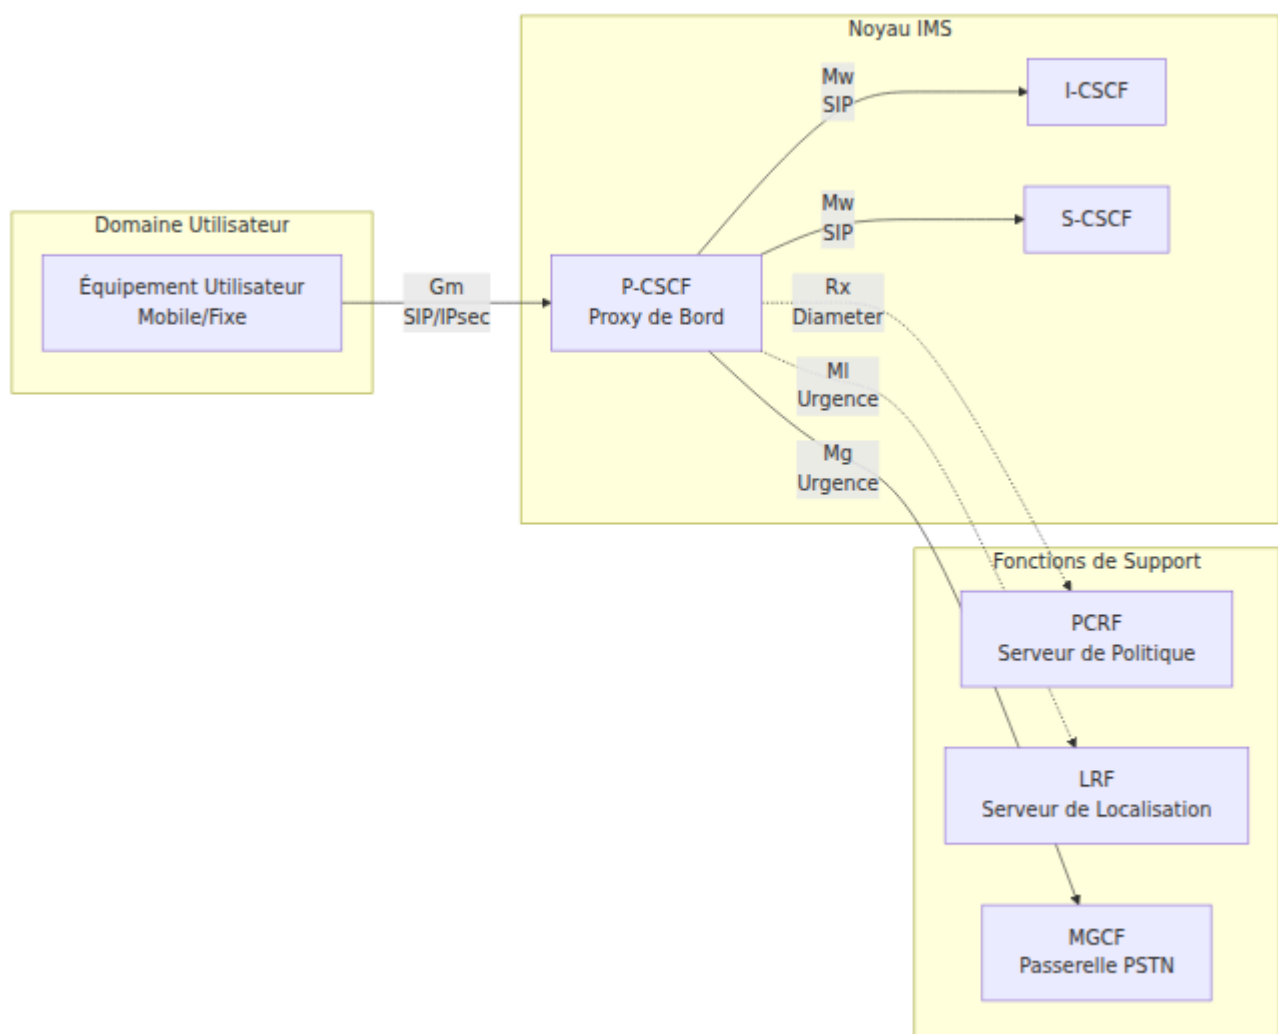 Noyau IMS
Mw
SIP
I-CSCF
Mw
SIP
S-CSCF
Domaine Utilisateur
Équipement Utilisateur
Mobile/Fixe
Gm
SIP/IPsec
P-CSCF
Proxy de Bord
Rx
Diameter
Ml
Urgence
Mg
Urgence
Fonctions de Support
PCRF
Serveur de Politique
LRF
Serveur de Localisation
MGCF
Passerelle PSTN